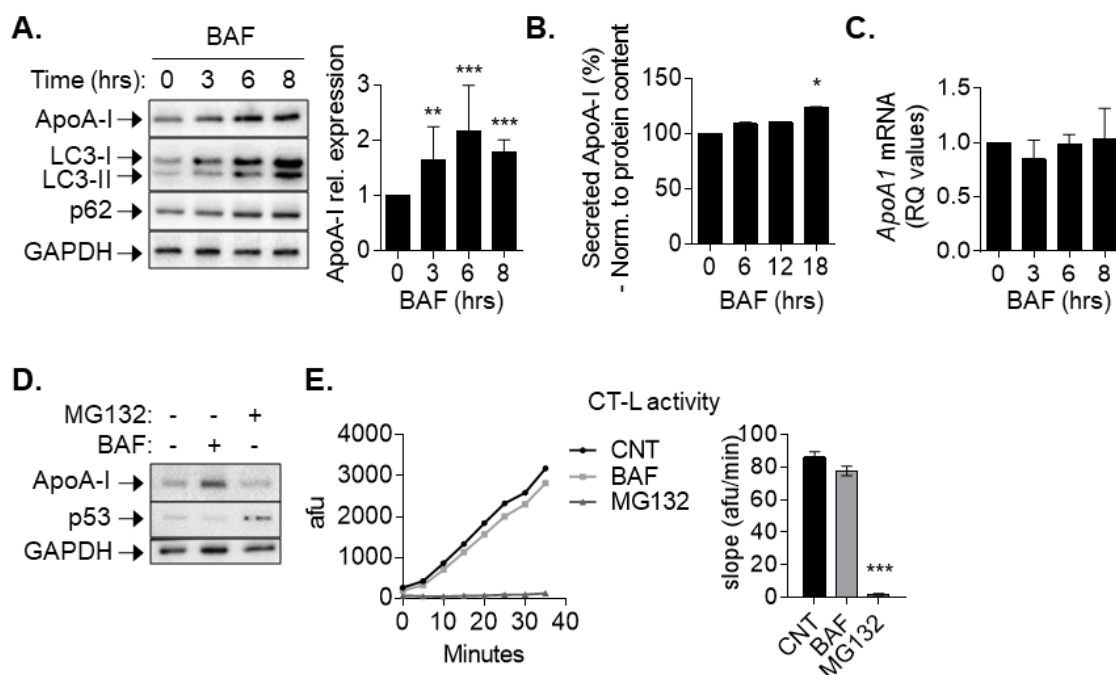 A.
BAF
Time (hrs): 0 3 6 8
ApoA-I
LC3-I
LC3-II
p62
GAPDH
ApoA-I rel. expression
3
2
1
0
** *** ***
0 3 6 8
BAF (hrs)
B.
Secreted ApoA-I (%)
- Norm. to protein content
150
100
50
0
*
0 6 12 18
BAF (hrs)
C.
ApoA1 mRNA
(RQ values)
1.5
1.0
0.5
0.0
0 3 6 8
BAF (hrs)
D.
MG132: - - +
BAF: - + -
ApoA-I
p53
GAPDH
E.
CT-L activity
afu
4000
3000
2000
1000
0
0 10 20 30 40
Minutes
CNT
BAF
MG132
slope (afu/min)
100
80
60
40
20
0
***
CNT
BAF
MG132